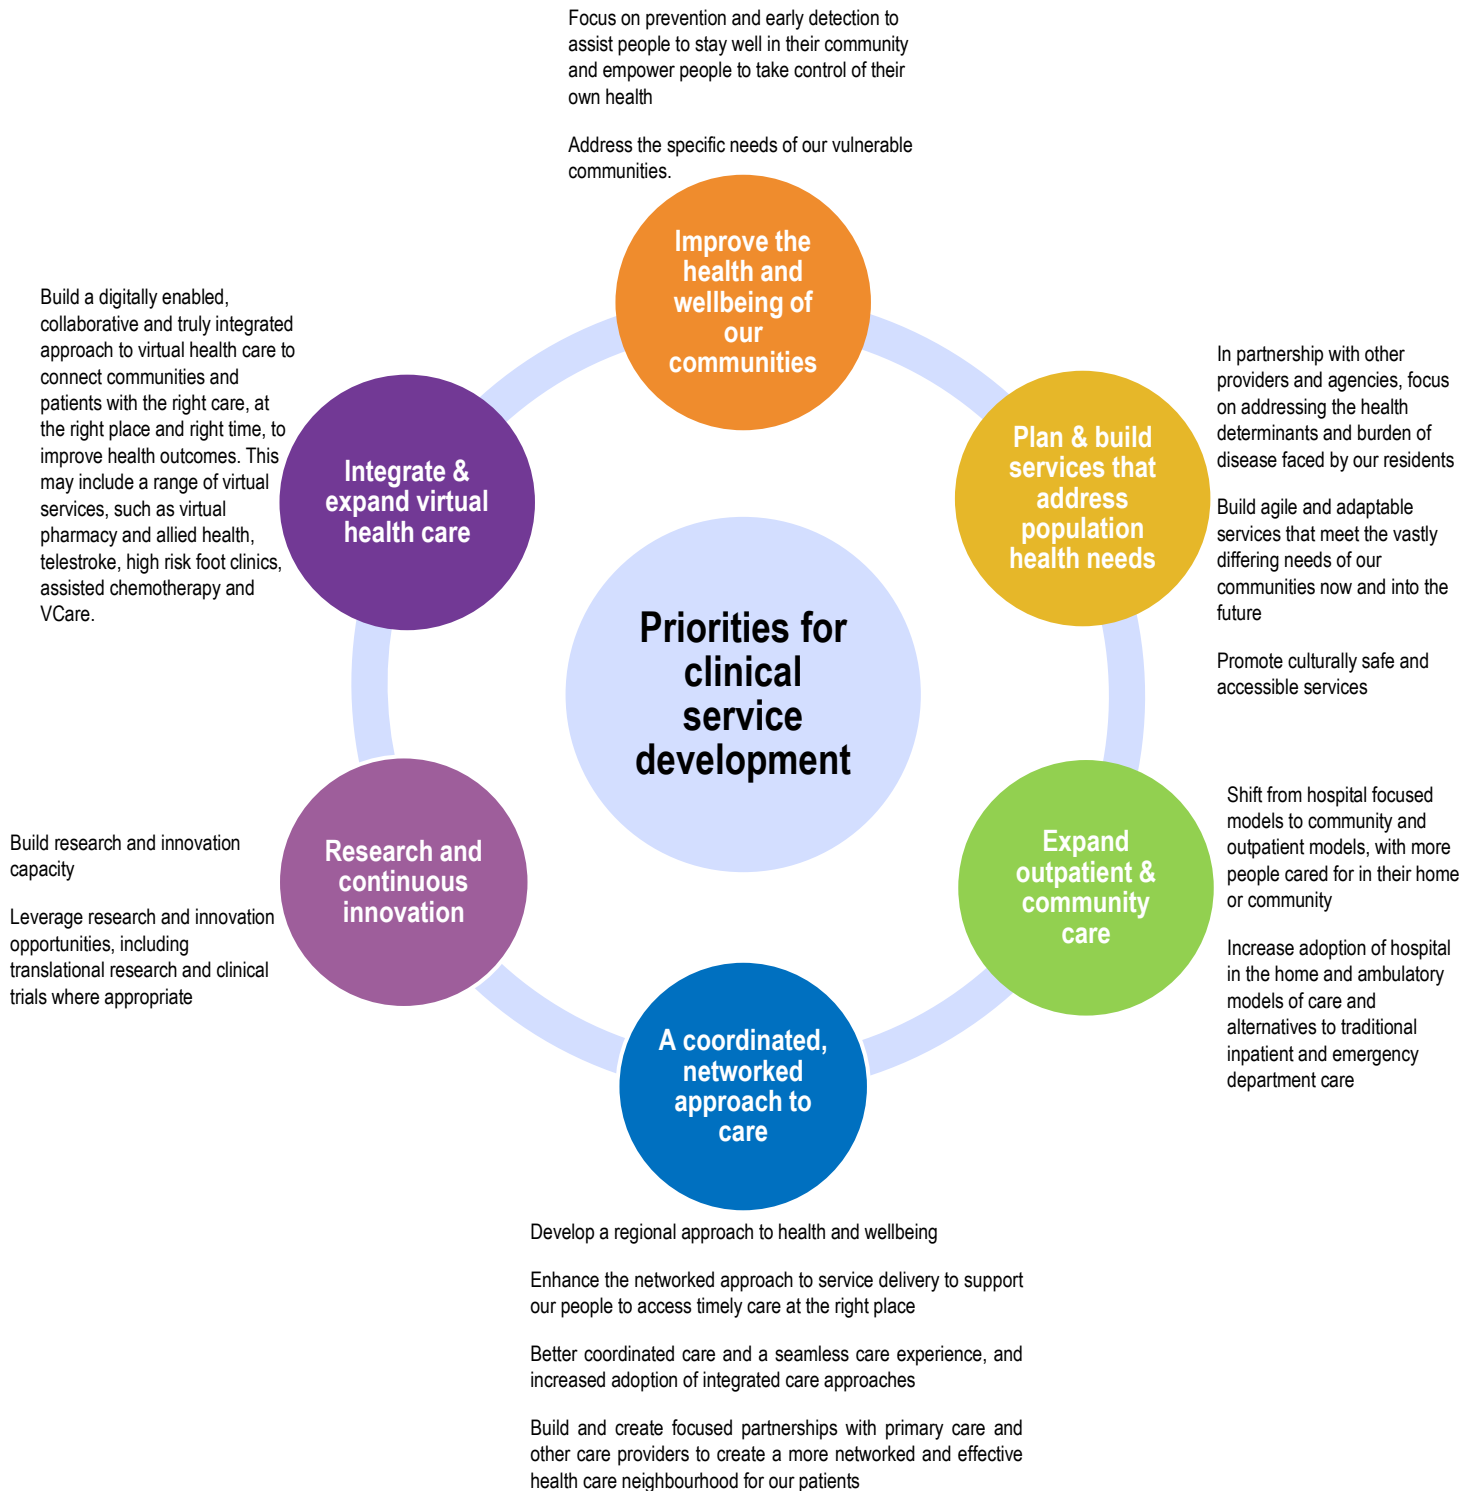 Focus on prevention and early detection to
assist people to stay well in their community
and empower people to take control of their
own health
Address the specific needs of our vulnerable
communities.
Improve the
health and
wellbeing of
our
communities
In partnership with other
providers and agencies, focus
on addressing the health
determinants and burden of
disease faced by our residents
Build agile and adaptable
services that meet the vastly
differing needs of our
communities now and into the
future
Promote culturally safe and
accessible services
Plan & build
services that
address
population
health needs
Shift from hospital focused
models to community and
outpatient models, with more
people cared for in their home
or community
Increase adoption of hospital
in the home and ambulatory
models of care and
alternatives to traditional
inpatient and emergency
department care
Expand
outpatient &
community
care
A coordinated,
networked
approach to
care
Develop a regional approach to health and wellbeing
Enhance the networked approach to service delivery to support
our people to access timely care at the right place
Better coordinated care and a seamless care experience, and
increased adoption of integrated care approaches
Build and create focused partnerships with primary care and
other care providers to create a more networked and effective
health care neighbourhood for our patients
Research and
continuous
innovation
Build research and innovation
capacity
Leverage research and innovation
opportunities, including
translational research and clinical
trials where appropriate
Integrate &
expand virtual
health care
Build a digitally enabled,
collaborative and truly integrated
approach to virtual health care to
connect communities and
patients with the right care, at
the right place and right time, to
improve health outcomes. This
may include a range of virtual
services, such as virtual
pharmacy and allied health,
telestroke, high risk foot clinics,
assisted chemotherapy and
VCare.
Priorities for
clinical
service
development